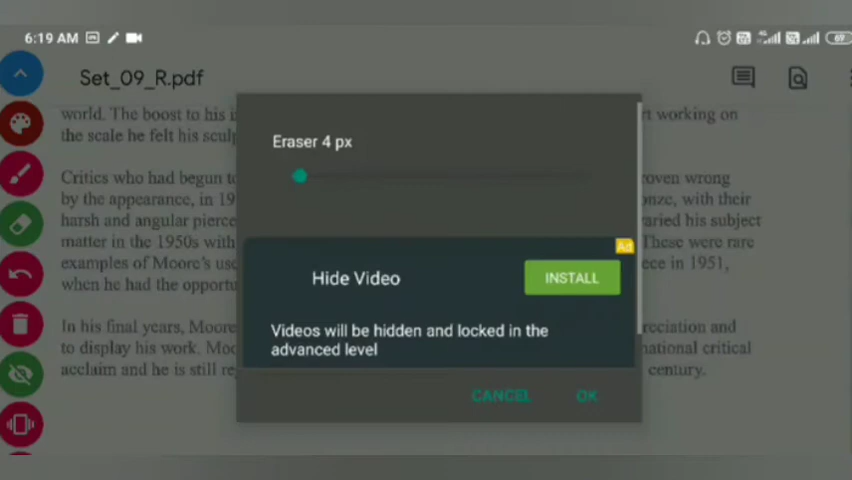 6:19 AM
69
Set_09_R.pdf
world. The boost to his
rt working on
the scale he felt his sculp
Eraser 4 px
Critics who had begun to
roven wrong
by the appearance, in 19
onze, with their
harsh and angular pierce
varied his subject
matter in the 1950s with
These were rare
examples of Moore's use
ece in 1951,
when he had the opportu
Ad
Hide Video
INSTALL
Videos will be hidden and locked in the
advanced level
In his final years, Moore
reciation and
to display his work. Moo
national critical
acclaim and he is still re
century.
CANCEL
OK